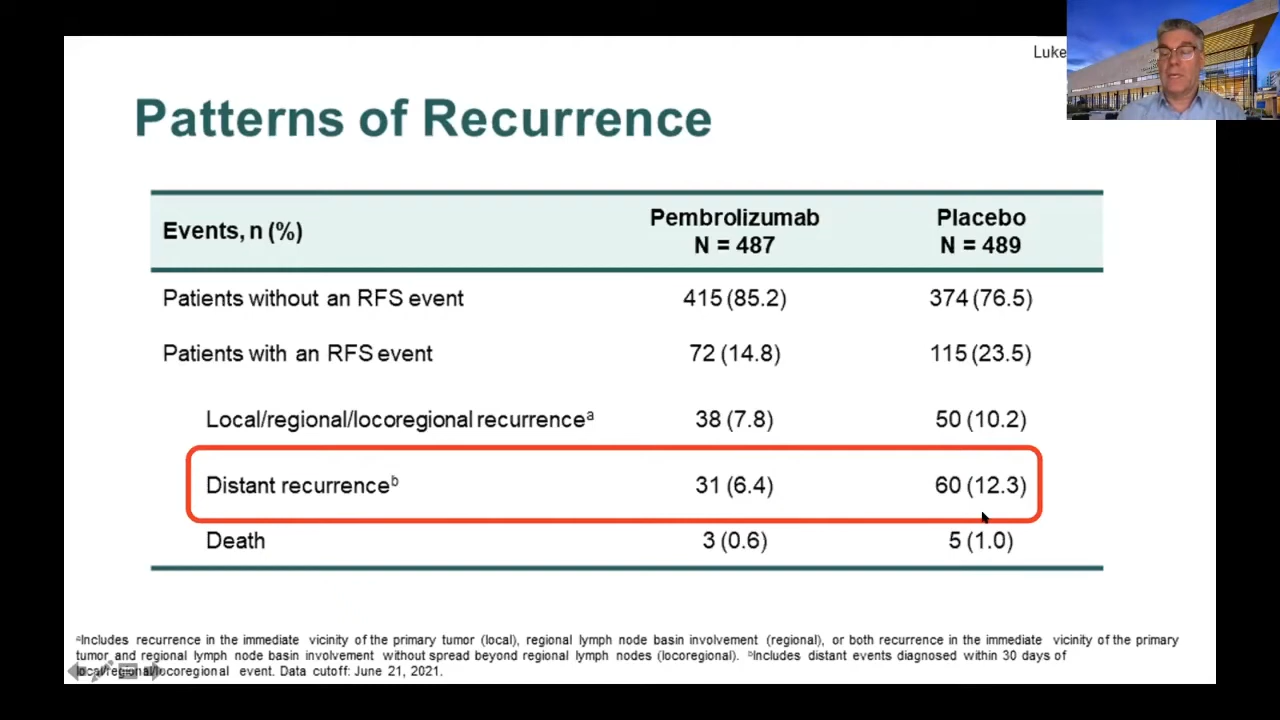 Luke
Patterns of Recurrence
Events, n (%)
Pembrolizumab
N = 487
Placebo
N = 489
Patients without an RFS event 415 (85.2) 374 (76.5)
Patients with an RFS event 72 (14.8) 115 (23.5)
Local/regional/locoregional recurrenceᵃ 38 (7.8) 50 (10.2)
Distant recurrenceᵇ 31 (6.4) 60 (12.3)
Death 3 (0.6) 5 (1.0)
ᵃIncludes recurrence in the immediate vicinity of the primary tumor (local), regional lymph node basin involvement (regional), or both recurrence in the immediate vicinity of the primary
tumor and regional lymph node basin involvement without spread beyond regional lymph nodes (locoregional). ᵇIncludes distant events diagnosed within 30 days of
local/regional/locoregional event. Data cutoff: June 21, 2021.